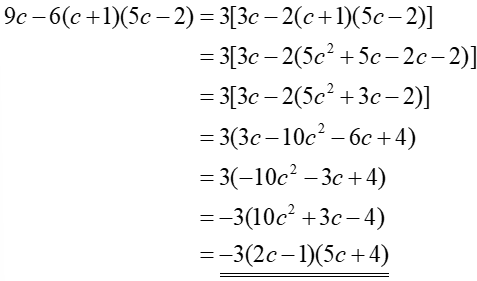 9c−6(c+1)(5c−2)=3[3c−2(c+1)(5c−2)]
=3[3c−2(5c²+5c−2c−2)]
=3[3c−2(5c²+3c−2)]
=3(3c−10c²−6c+4)
=3(−10c²−3c+4)
=−3(10c²+3c−4)
=−3(2c−1)(5c+4)